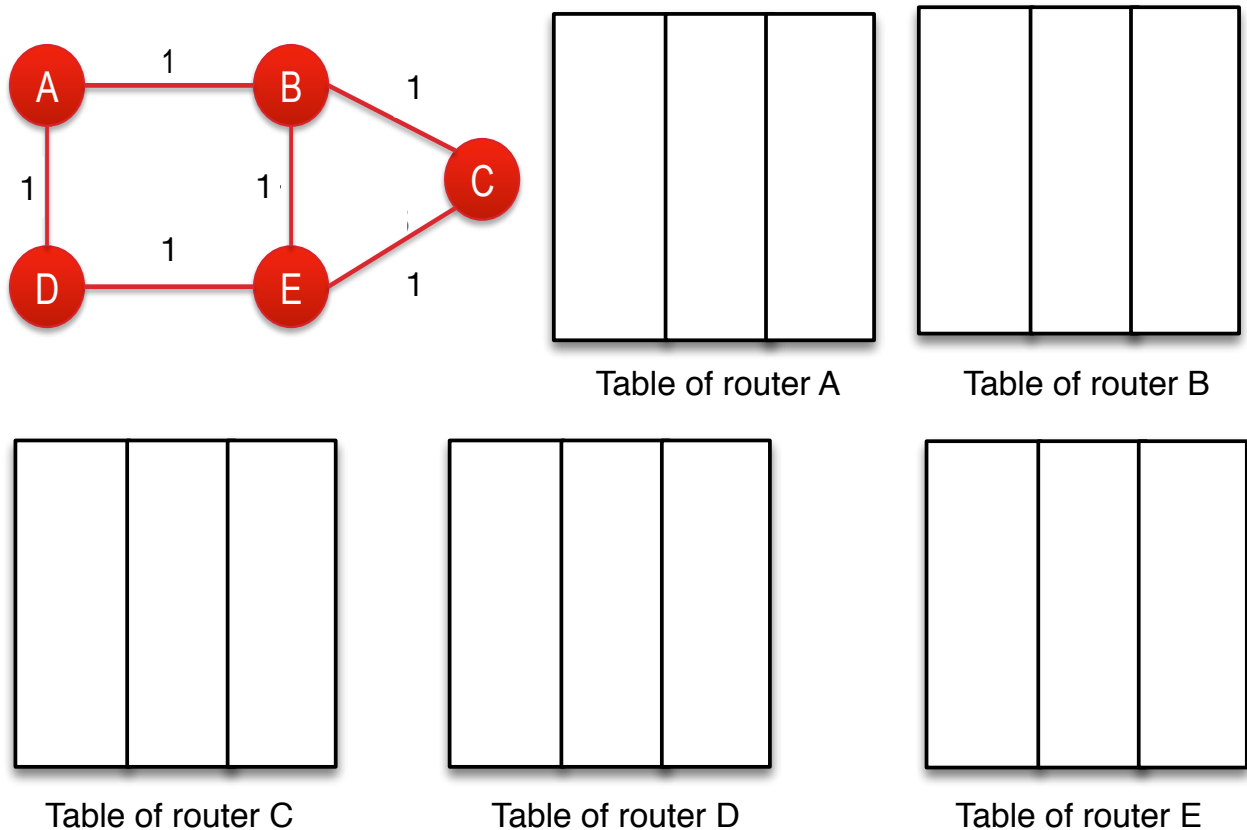 A
1
B
1
C
1
1
1
D
E
1
Table of router A
Table of router B
Table of router C
Table of router D
Table of router E